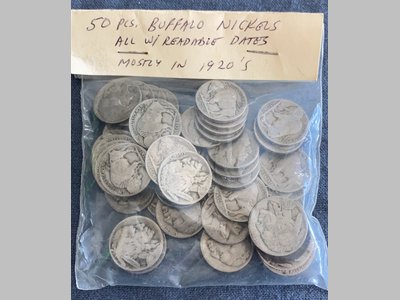 50 PCS. BUFFALO NICKELS
ALL W/ READABLE DATES
MOSTLY IN 1920'S